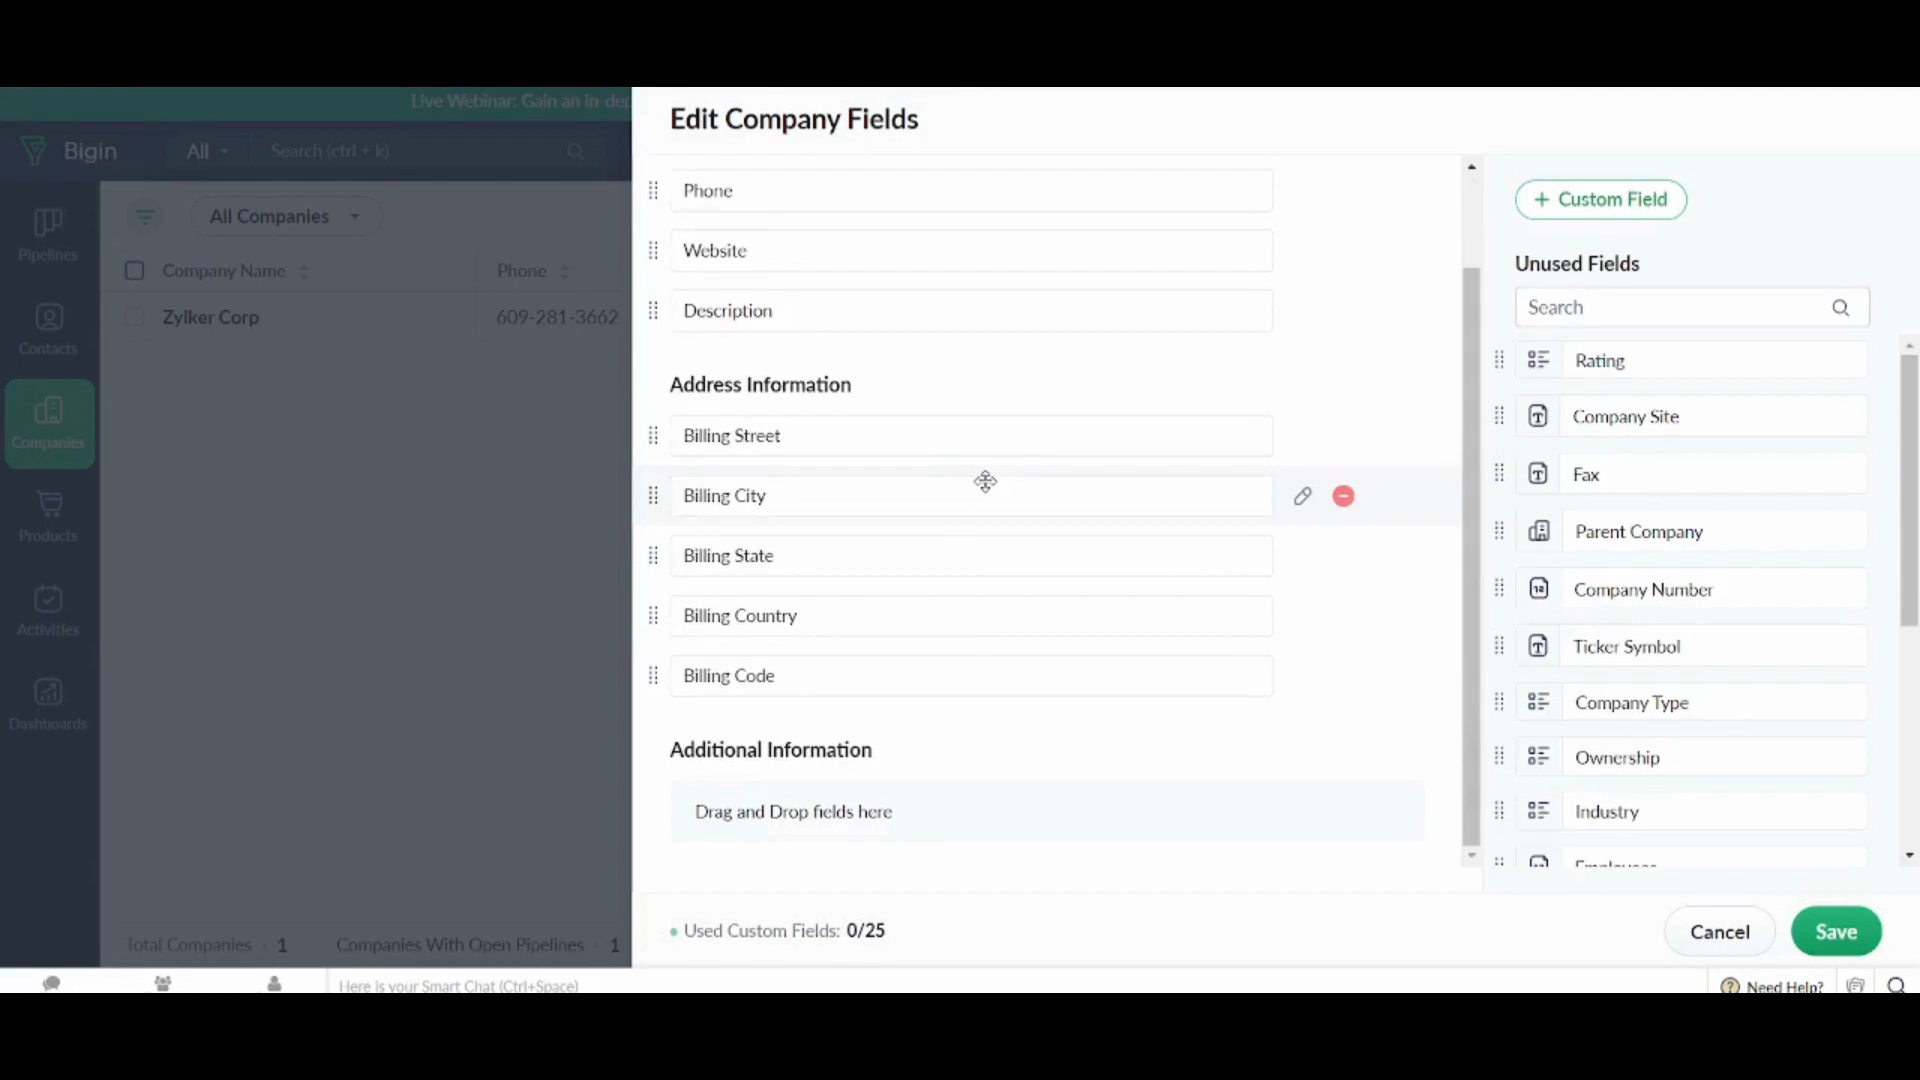 Live Webinar: Gain an in-dep
Edit Company Fields
Bigin
All
Search (ctrl + k)
Phone
+ Custom Field
All Companies
Pipelines
Website
Unused Fields
Company Name
Phone
Search
Zylker Corp
609-281-3662
Description
Contacts
Rating
Address Information
Company Site
Companies
Billing Street
Fax
Billing City
Products
Parent Company
Billing State
Company Number
Billing Country
Activities
Ticker Symbol
Billing Code
Company Type
Dashboards
Additional Information
Ownership
Drag and Drop fields here
Industry
Employees
Used Custom Fields: 0/25
Cancel
Save
Total Companies · 1
Companies With Open Pipelines · 1
Here is your Smart Chat (Ctrl+Space)
Need Help?